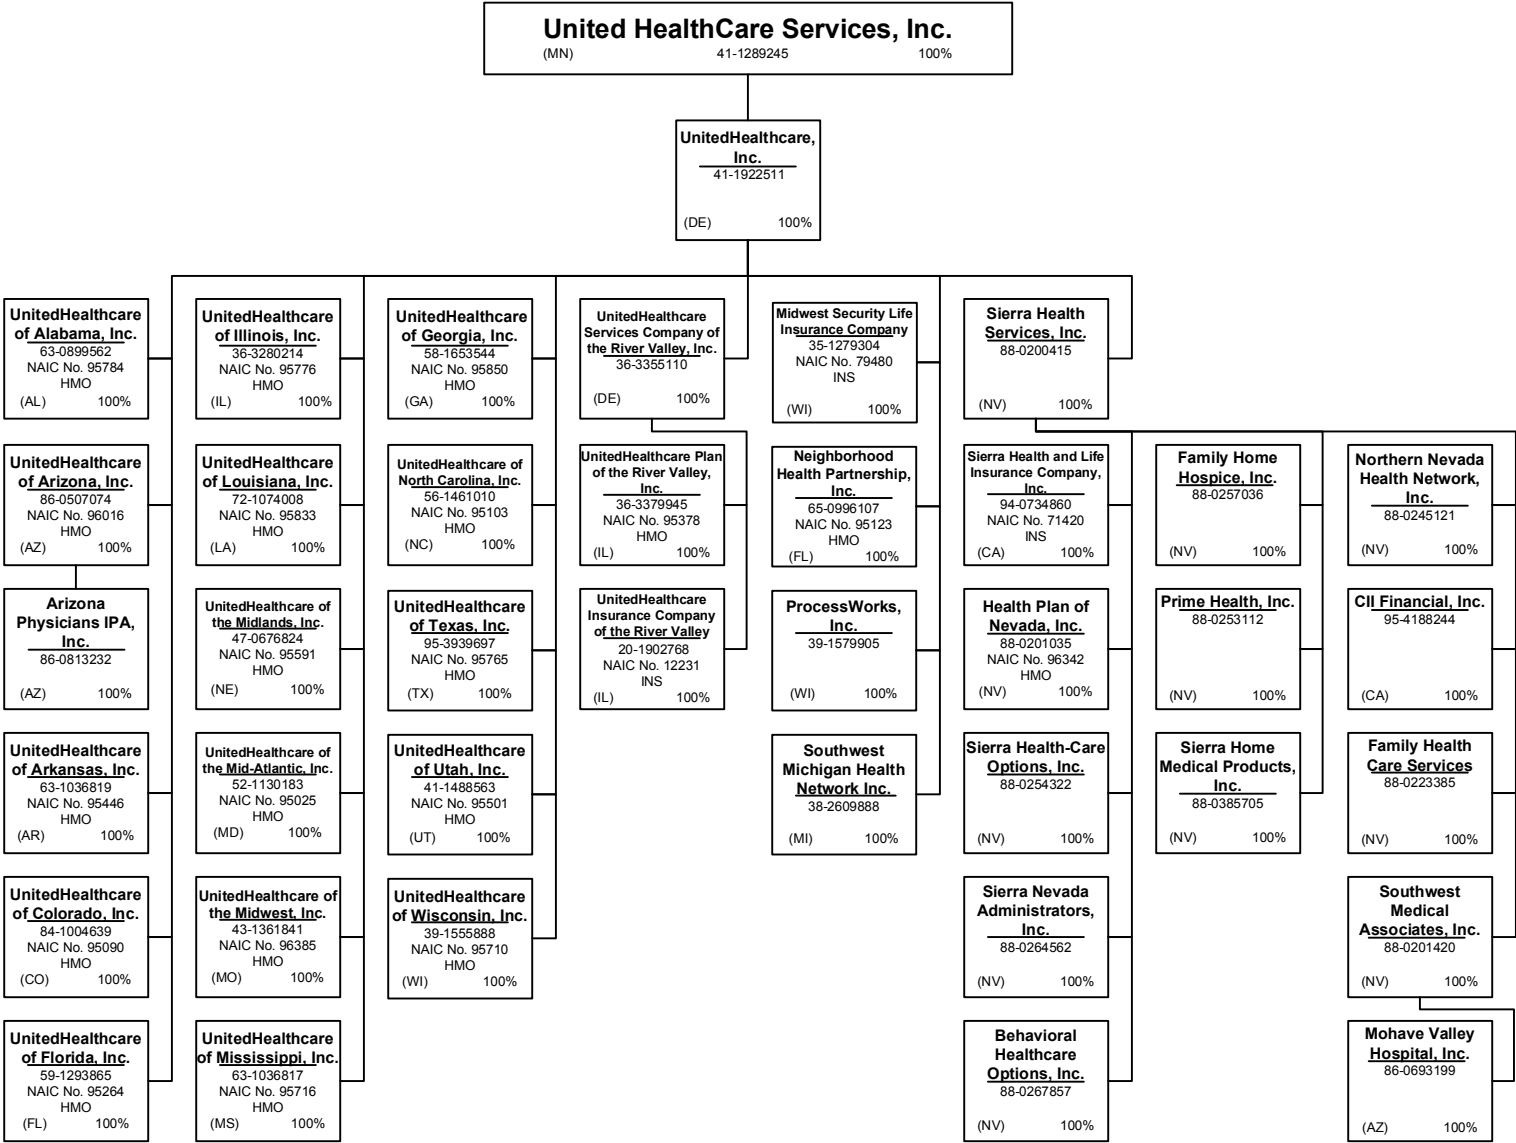 United HealthCare Services, Inc.
(MN) 41-1289245 100%
UnitedHealthcare,
Inc.
41-1922511
(DE) 100%
UnitedHealthcare
of Alabama, Inc.
63-0899562
NAIC No. 95784
HMO
(AL) 100%
UnitedHealthcare
of Illinois, Inc.
36-3280214
NAIC No. 95776
HMO
(IL) 100%
UnitedHealthcare
of Georgia, Inc.
58-1653544
NAIC No. 95850
HMO
(GA) 100%
UnitedHealthcare
Services Company of
the River Valley, Inc.
36-3355110
(DE) 100%
Midwest Security Life
Insurance Company
35-1279304
NAIC No. 79480
INS
(WI) 100%
Sierra Health
Services, Inc.
88-0200415
(NV) 100%
UnitedHealthcare
of Arizona, Inc.
86-0507074
NAIC No. 96016
HMO
(AZ) 100%
UnitedHealthcare
of Louisiana, Inc.
72-1074008
NAIC No. 95833
HMO
(LA) 100%
UnitedHealthcare of
North Carolina, Inc.
56-1461010
NAIC No. 95103
HMO
(NC) 100%
UnitedHealthcare Plan
of the River Valley,
Inc.
36-3379945
NAIC No. 95378
HMO
(IL) 100%
Neighborhood
Health Partnership,
Inc.
65-0996107
NAIC No. 95123
HMO
(FL) 100%
Sierra Health and Life
Insurance Company,
Inc.
94-0734860
NAIC No. 71420
INS
(CA) 100%
Family Home
Hospice, Inc.
88-0257036
(NV) 100%
Northern Nevada
Health Network,
Inc.
88-0245121
(NV) 100%
Arizona
Physicians IPA,
Inc.
86-0813232
(AZ) 100%
UnitedHealthcare of
the Midlands, Inc.
47-0676824
NAIC No. 95591
HMO
(NE) 100%
UnitedHealthcare
of Texas, Inc.
95-3939697
NAIC No. 95765
HMO
(TX) 100%
UnitedHealthcare
Insurance Company
of the River Valley
20-1902768
NAIC No. 12231
INS
(IL) 100%
ProcessWorks,
Inc.
39-1579905
(WI) 100%
Health Plan of
Nevada, Inc.
88-0201035
NAIC No. 96342
HMO
(NV) 100%
Prime Health, Inc.
88-0253112
(NV) 100%
CII Financial, Inc.
95-4188244
(CA) 100%
UnitedHealthcare
of Arkansas, Inc.
63-1036819
NAIC No. 95446
HMO
(AR) 100%
UnitedHealthcare of
the Mid-Atlantic, Inc.
52-1130183
NAIC No. 95025
HMO
(MD) 100%
UnitedHealthcare
of Utah, Inc.
41-1488563
NAIC No. 95501
HMO
(UT) 100%
Southwest
Michigan Health
Network Inc.
38-2609888
(MI) 100%
Sierra Health-Care
Options, Inc.
88-0254322
(NV) 100%
Sierra Home
Medical Products,
Inc.
88-0385705
(NV) 100%
Family Health
Care Services
88-0223385
(NV) 100%
UnitedHealthcare
of Colorado, Inc.
84-1004639
NAIC No. 95090
HMO
(CO) 100%
UnitedHealthcare of
the Midwest, Inc.
43-1361841
NAIC No. 96385
HMO
(MO) 100%
UnitedHealthcare
of Wisconsin, Inc.
39-1555888
NAIC No. 95710
HMO
(WI) 100%
Sierra Nevada
Administrators,
Inc.
88-0264562
(NV) 100%
Southwest
Medical
Associates, Inc.
88-0201420
(NV) 100%
UnitedHealthcare
of Florida, Inc.
59-1293865
NAIC No. 95264
HMO
(FL) 100%
UnitedHealthcare
of Mississippi, Inc.
63-1036817
NAIC No. 95716
HMO
(MS) 100%
Behavioral
Healthcare
Options, Inc.
88-0267857
(NV) 100%
Mohave Valley
Hospital, Inc.
86-0693199
(AZ) 100%